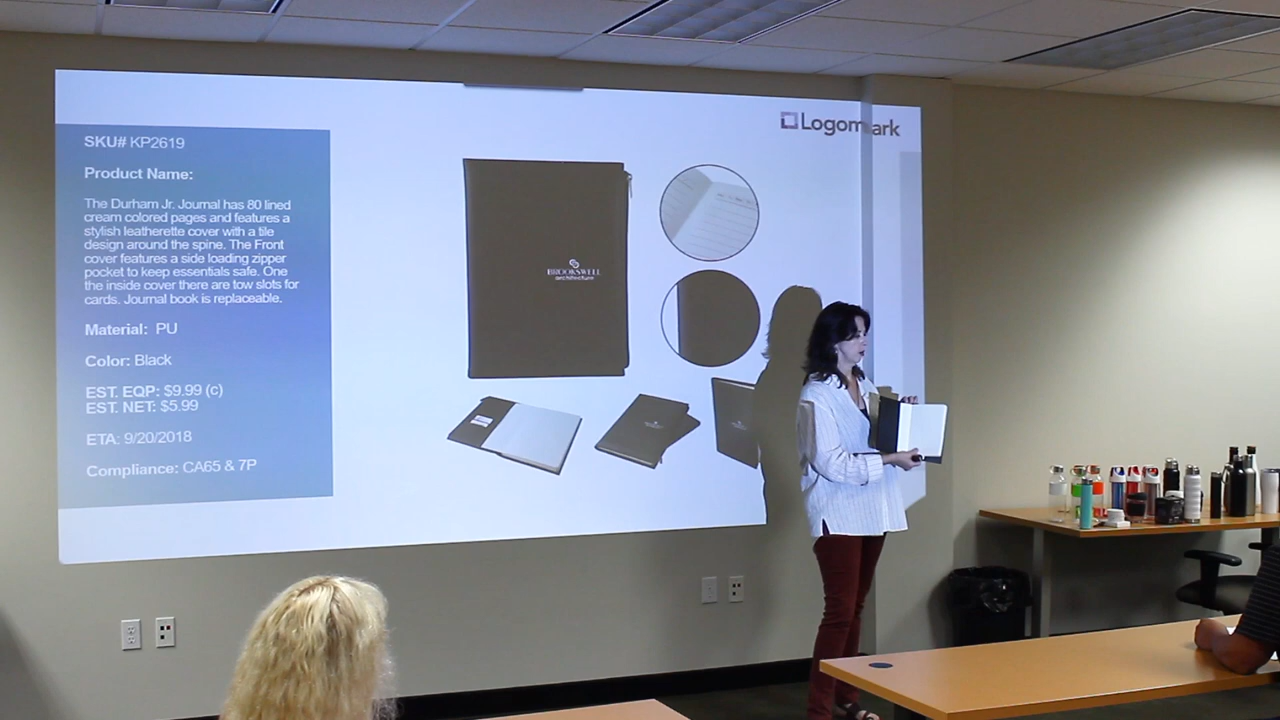 Logomark
SKU# KP2619
Product Name:
The Durham Jr. Journal has 80 lined
cream colored pages and features a
stylish leatherette cover with a tile
design around the spine. The Front
cover features a side loading zipper
pocket to keep essentials safe. One
the inside cover there are tow slots for
cards. Journal book is replaceable.
Material: PU
Color: Black
EST. EQP: $9.99 (c)
EST. NET: $5.99
ETA: 9/20/2018
Compliance: CA65 & 7P
BROOKSWELL
architecture